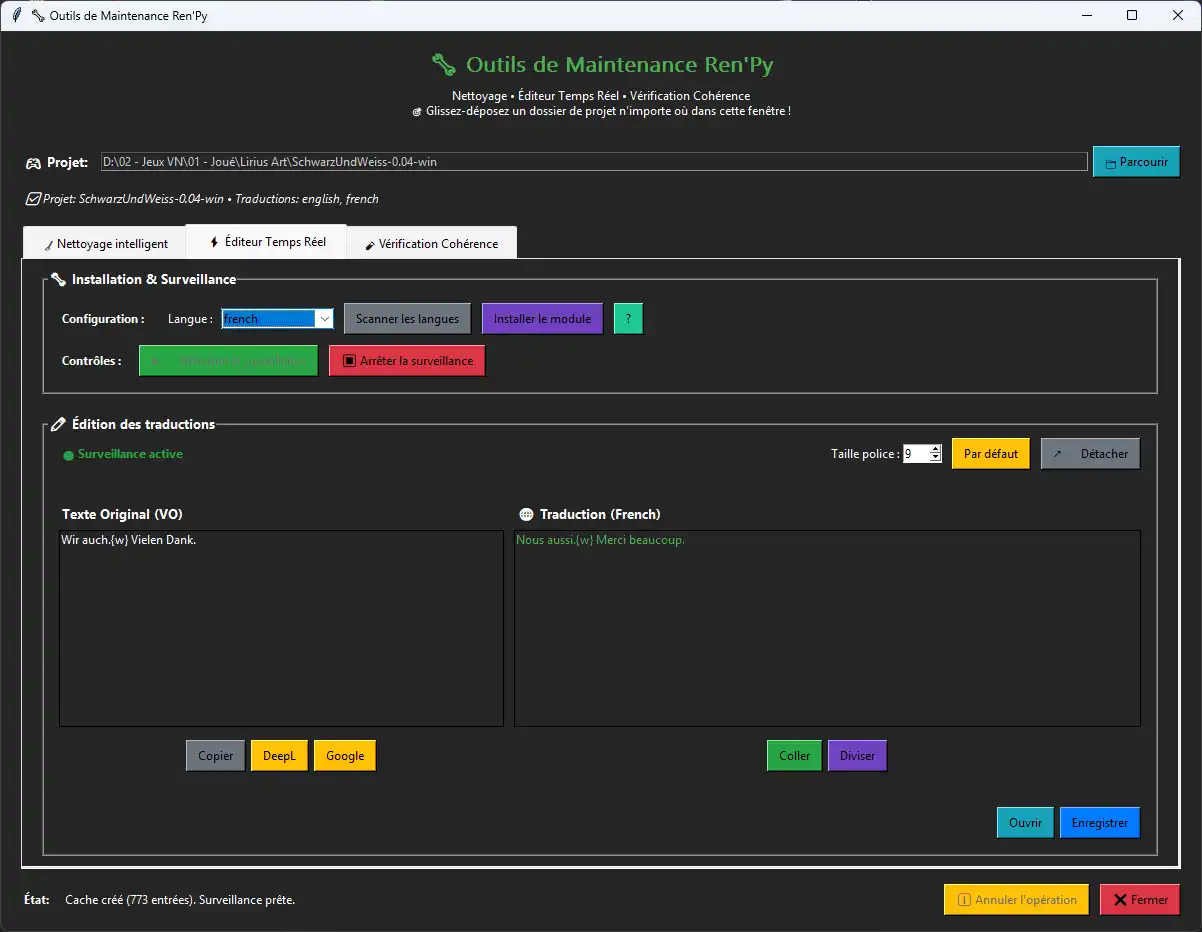 Outils de Maintenance Ren'Py
Outils de Maintenance Ren'Py
Nettoyage • Éditeur Temps Réel • Vérification Cohérence
Glissez-déposez un dossier de projet n'importe où dans cette fenêtre !
Projet: D:\02 - Jeux VN\01 - Joué\Lirius Art\SchwarzUndWeiss-0.04-win Parcourir
Projet: SchwarzUndWeiss-0.04-win • Traductions: english, french
Nettoyage intelligent Éditeur Temps Réel Vérification Cohérence
Installation & Surveillance
Configuration : Langue : french Scanner les langues Installer le module ?
Contrôles : Arrêter la surveillance
Édition des traductions
Surveillance active Taille police : 9 Par défaut Détacher
Texte Original (VO) Traduction (French)
Wir auch.{w} Vielen Dank. Nous aussi.{w} Merci beaucoup.
Copier DeepL Google Coller Diviser
Ouvrir Enregistrer
État: Cache créé (773 entrées). Surveillance prête. Annuler l'opération Fermer